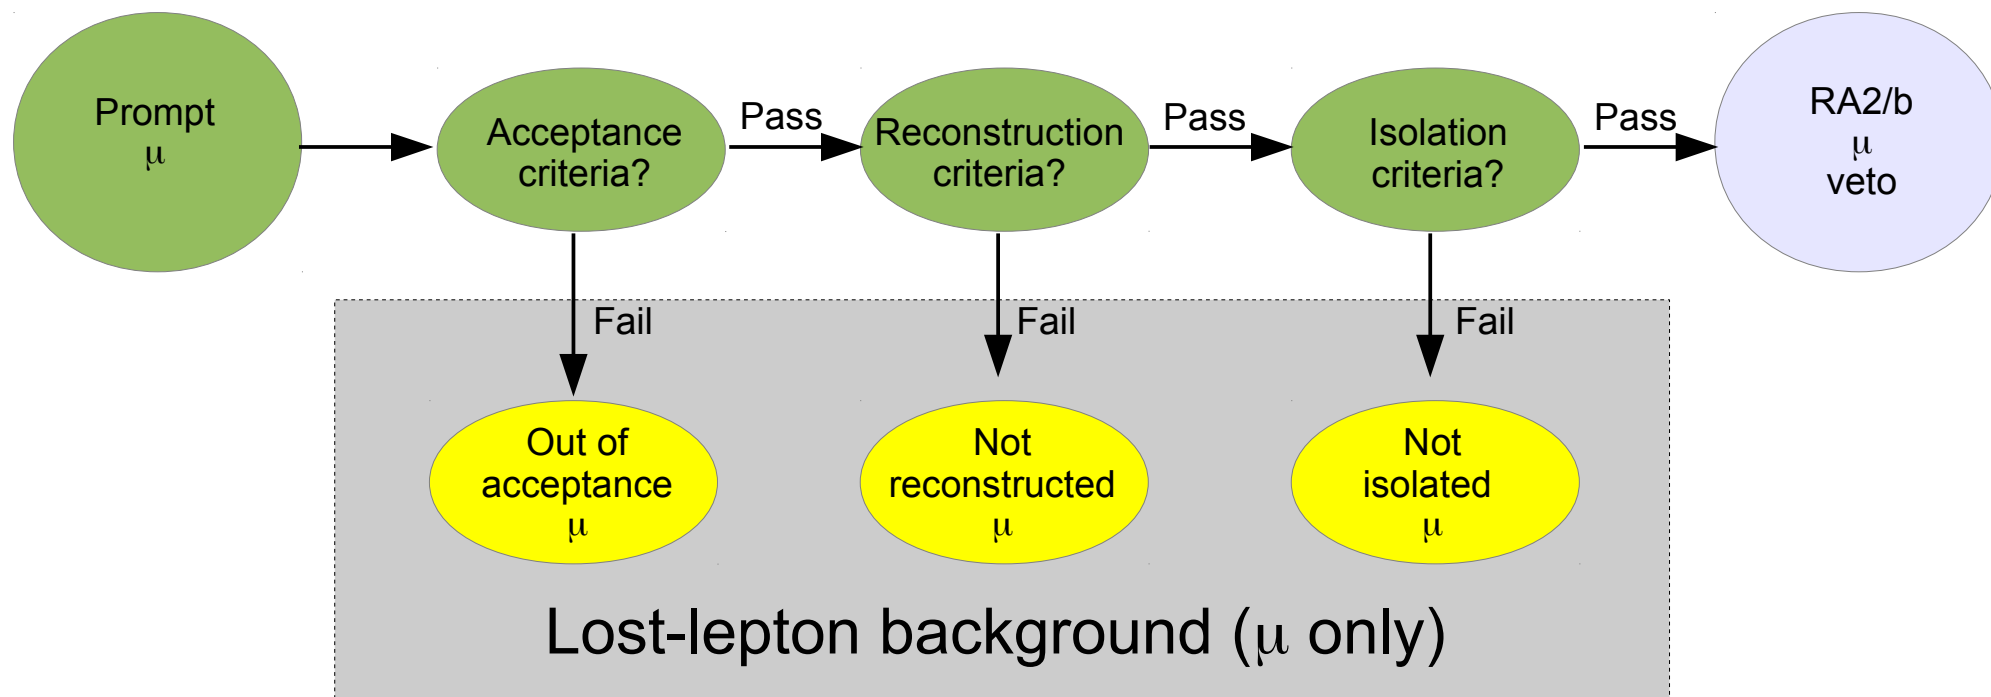 Prompt
μ
Acceptance
criteria?
Pass
Reconstruction
criteria?
Pass
Isolation
criteria?
Pass
RA2/b
μ
veto
Fail
Fail
Fail
Out of
acceptance
μ
Not
reconstructed
μ
Not
isolated
μ
Lost-lepton background (μ only)